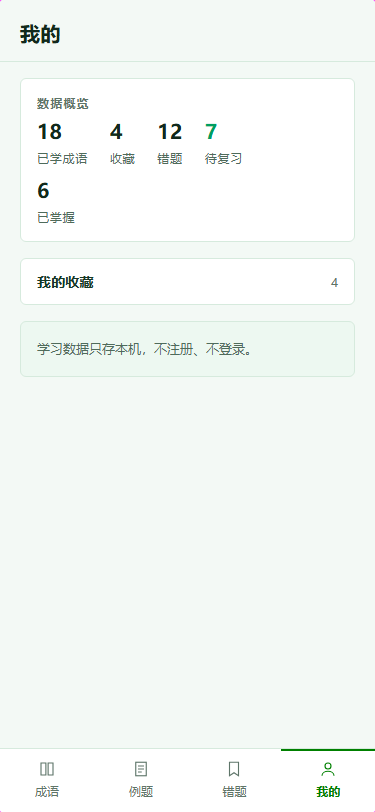 我的
数据概览
18 4 12 7
已学成语 收藏 错题 待复习
6
已掌握
我的收藏 4
学习数据只存本机，不注册、不登录。
成语 例题 错题 我的